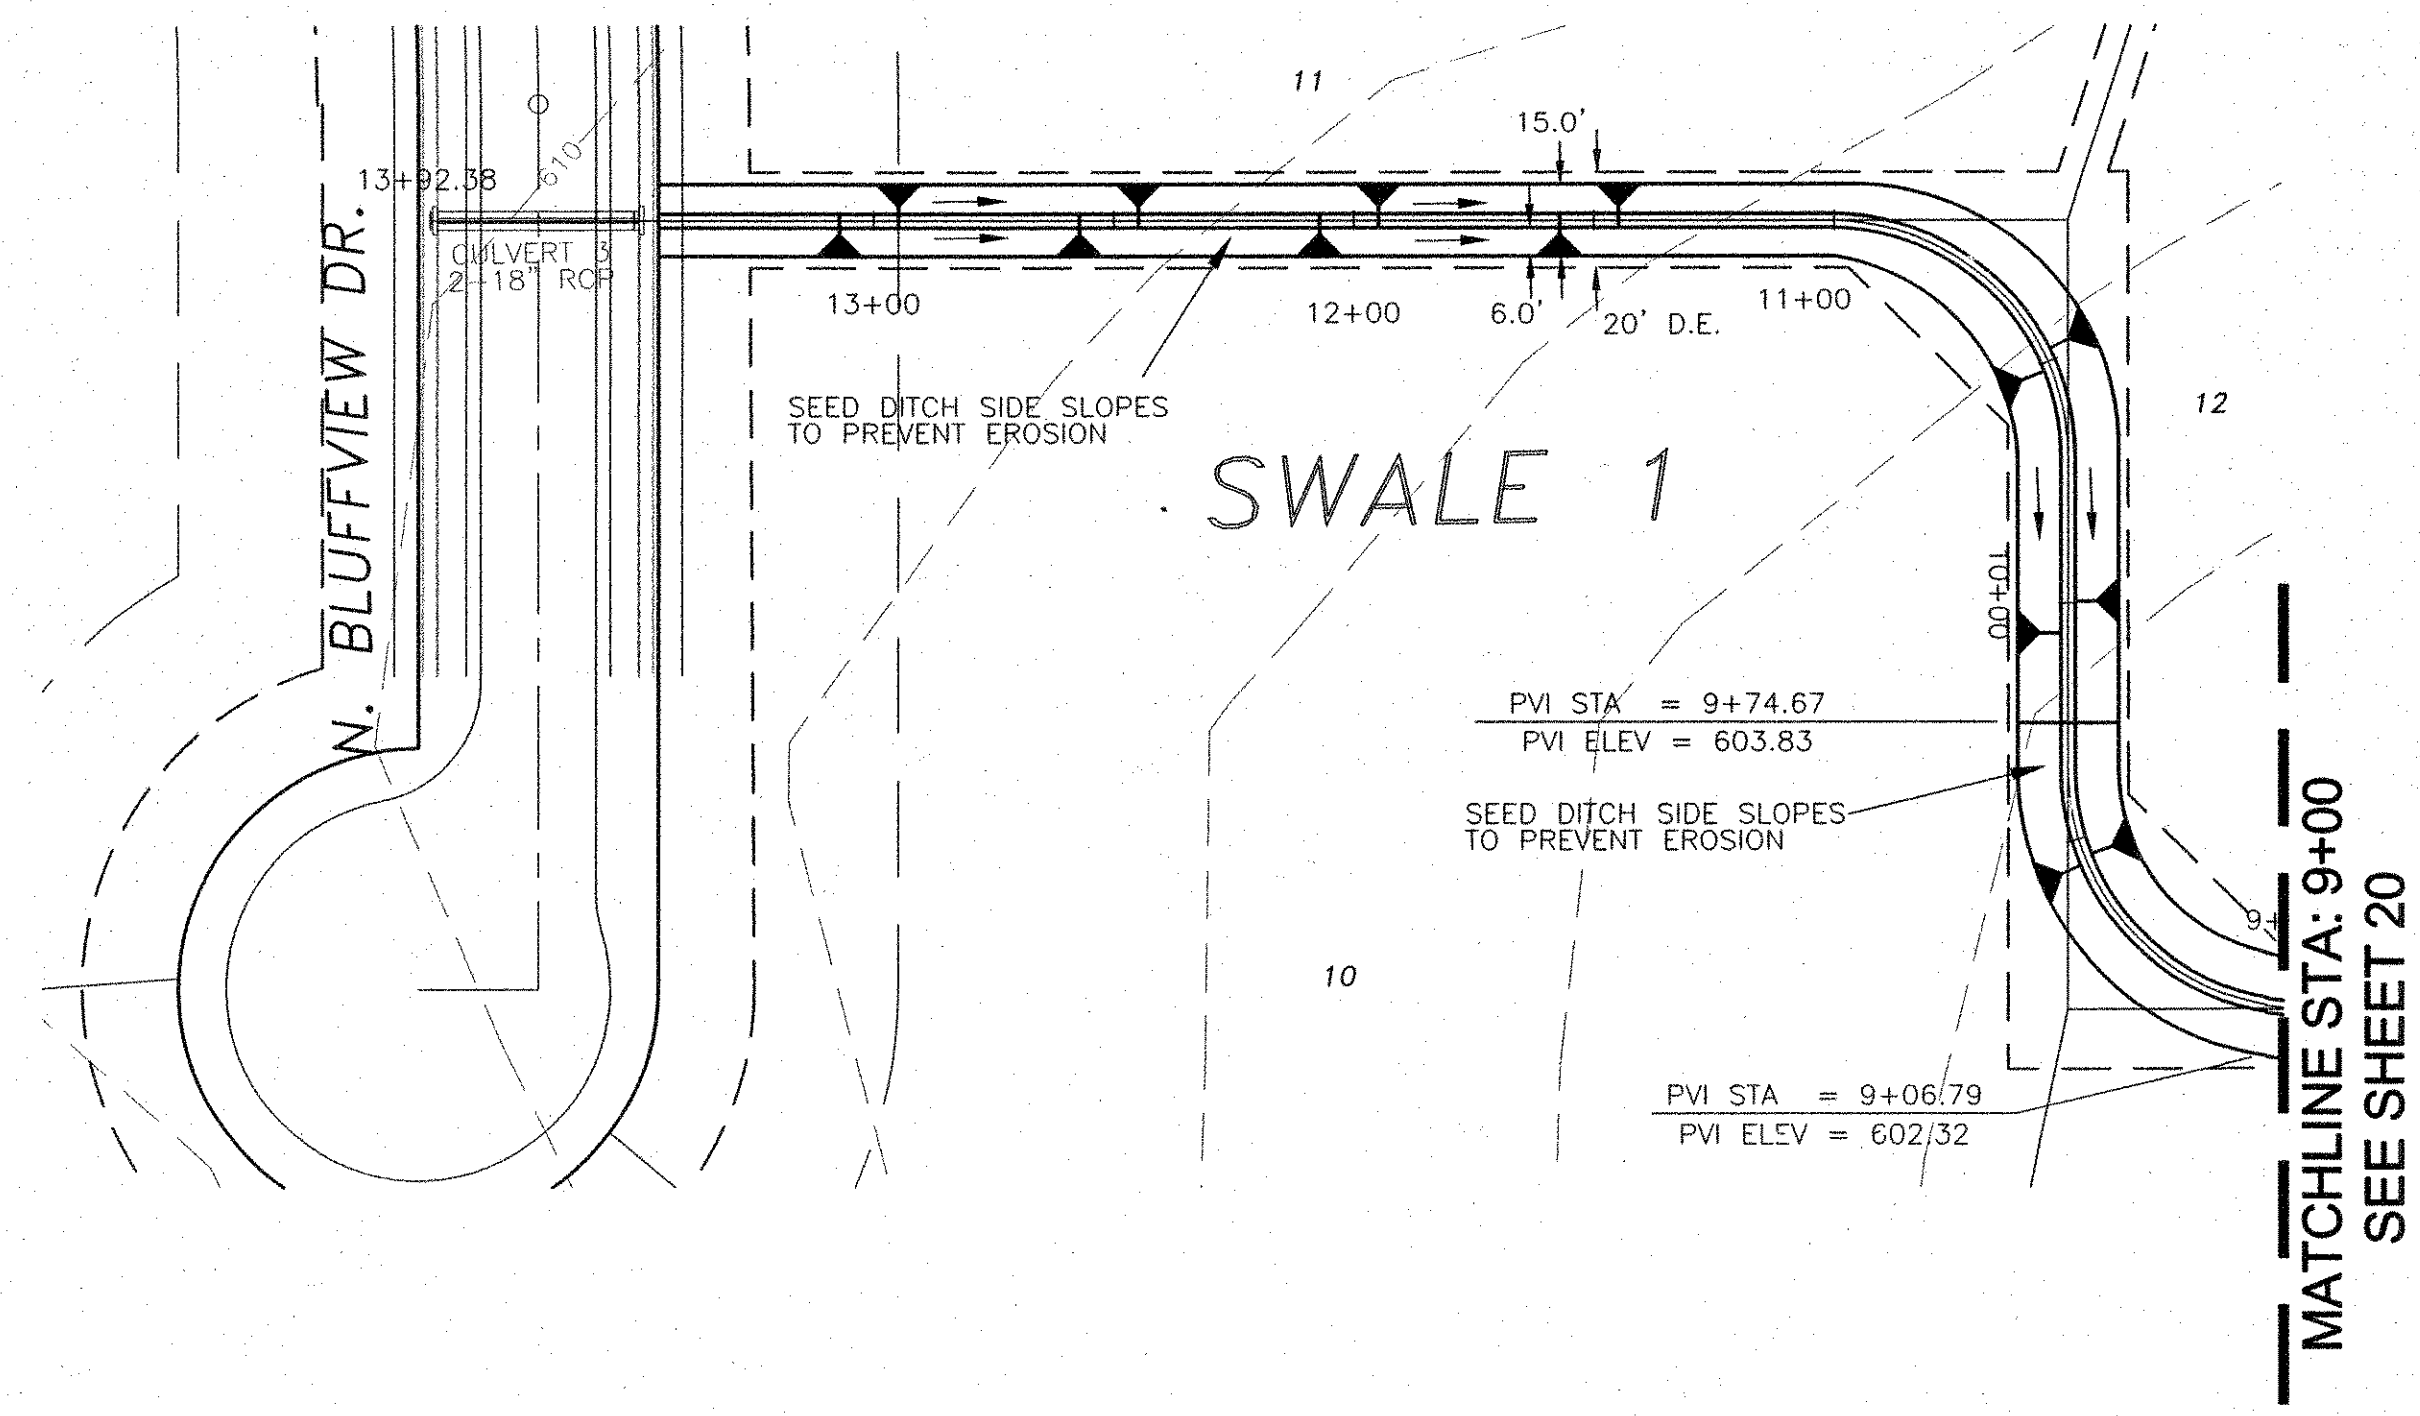 11
15.0'
13+92.38
610
CULVERT 3
2-18" RCP
N. BLUFFVIEW DR.
13+00
12+00
6.0'
20' D.E.
11+00
SEED DITCH SIDE SLOPES
TO PREVENT EROSION
12
SWALE 1
10+00
PVI STA = 9+74.67
PVI ELEV = 603.83
SEED DITCH SIDE SLOPES
TO PREVENT EROSION
9+
10
PVI STA = 9+06.79
PVI ELEV = 602.32
MATCHLINE STA: 9+00
SEE SHEET 20